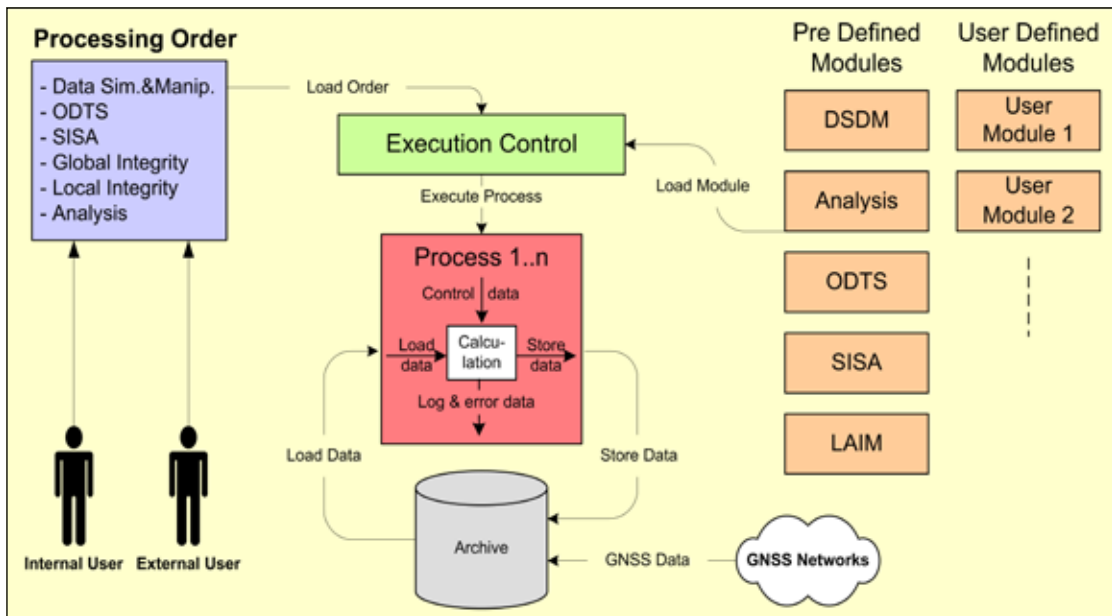 Processing Order
- Data Sim.&Manip.
- ODTS
- SISA
- Global Integrity
- Local Integrity
- Analysis
Load Order
Execution Control
Load Module
Execute Process
Process 1..n
Control data
Load data
Calcu-
lation
Store data
Log & error data
Load Data
Store Data
Archive
GNSS Data
GNSS Networks
Internal User
External User
Pre Defined
Modules
DSDM
Analysis
ODTS
SISA
LAIM
User Defined
Modules
User
Module 1
User
Module 2